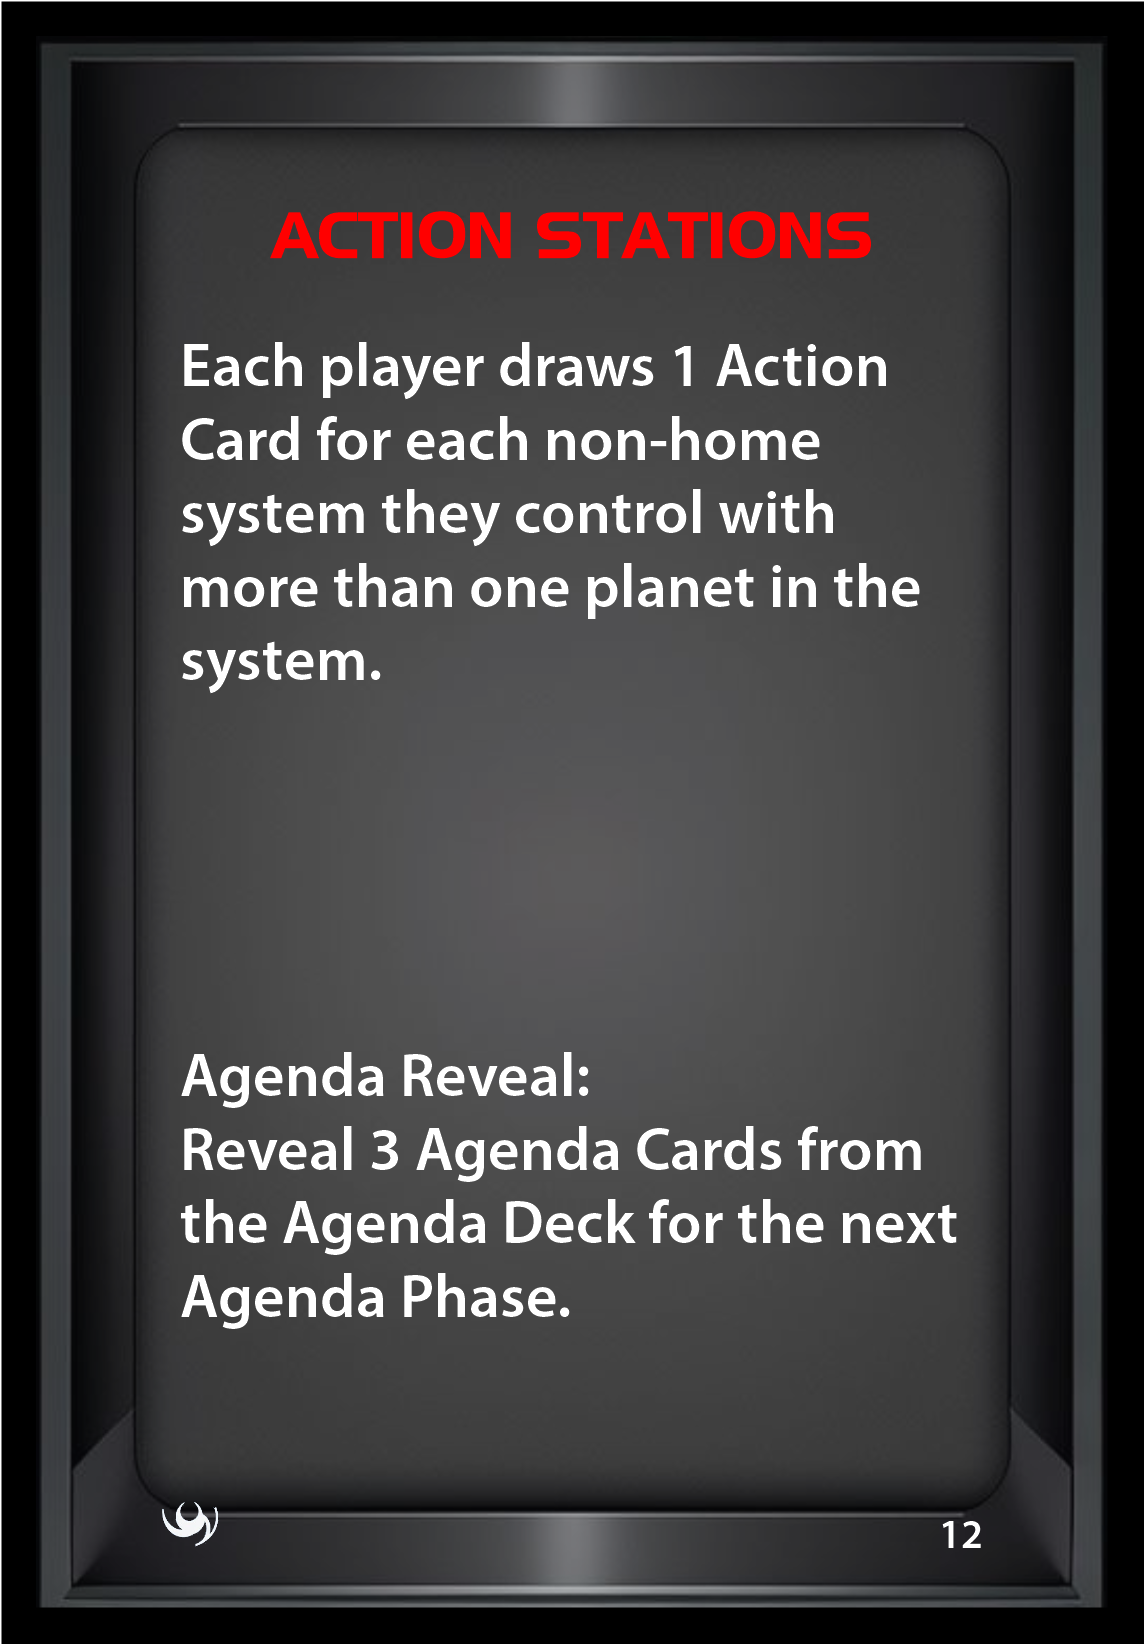 ACTION STATIONS
Each player draws 1 Action
Card for each non-home
system they control with
more than one planet in the
system.
Agenda Reveal:
Reveal 3 Agenda Cards from
the Agenda Deck for the next
Agenda Phase.
12